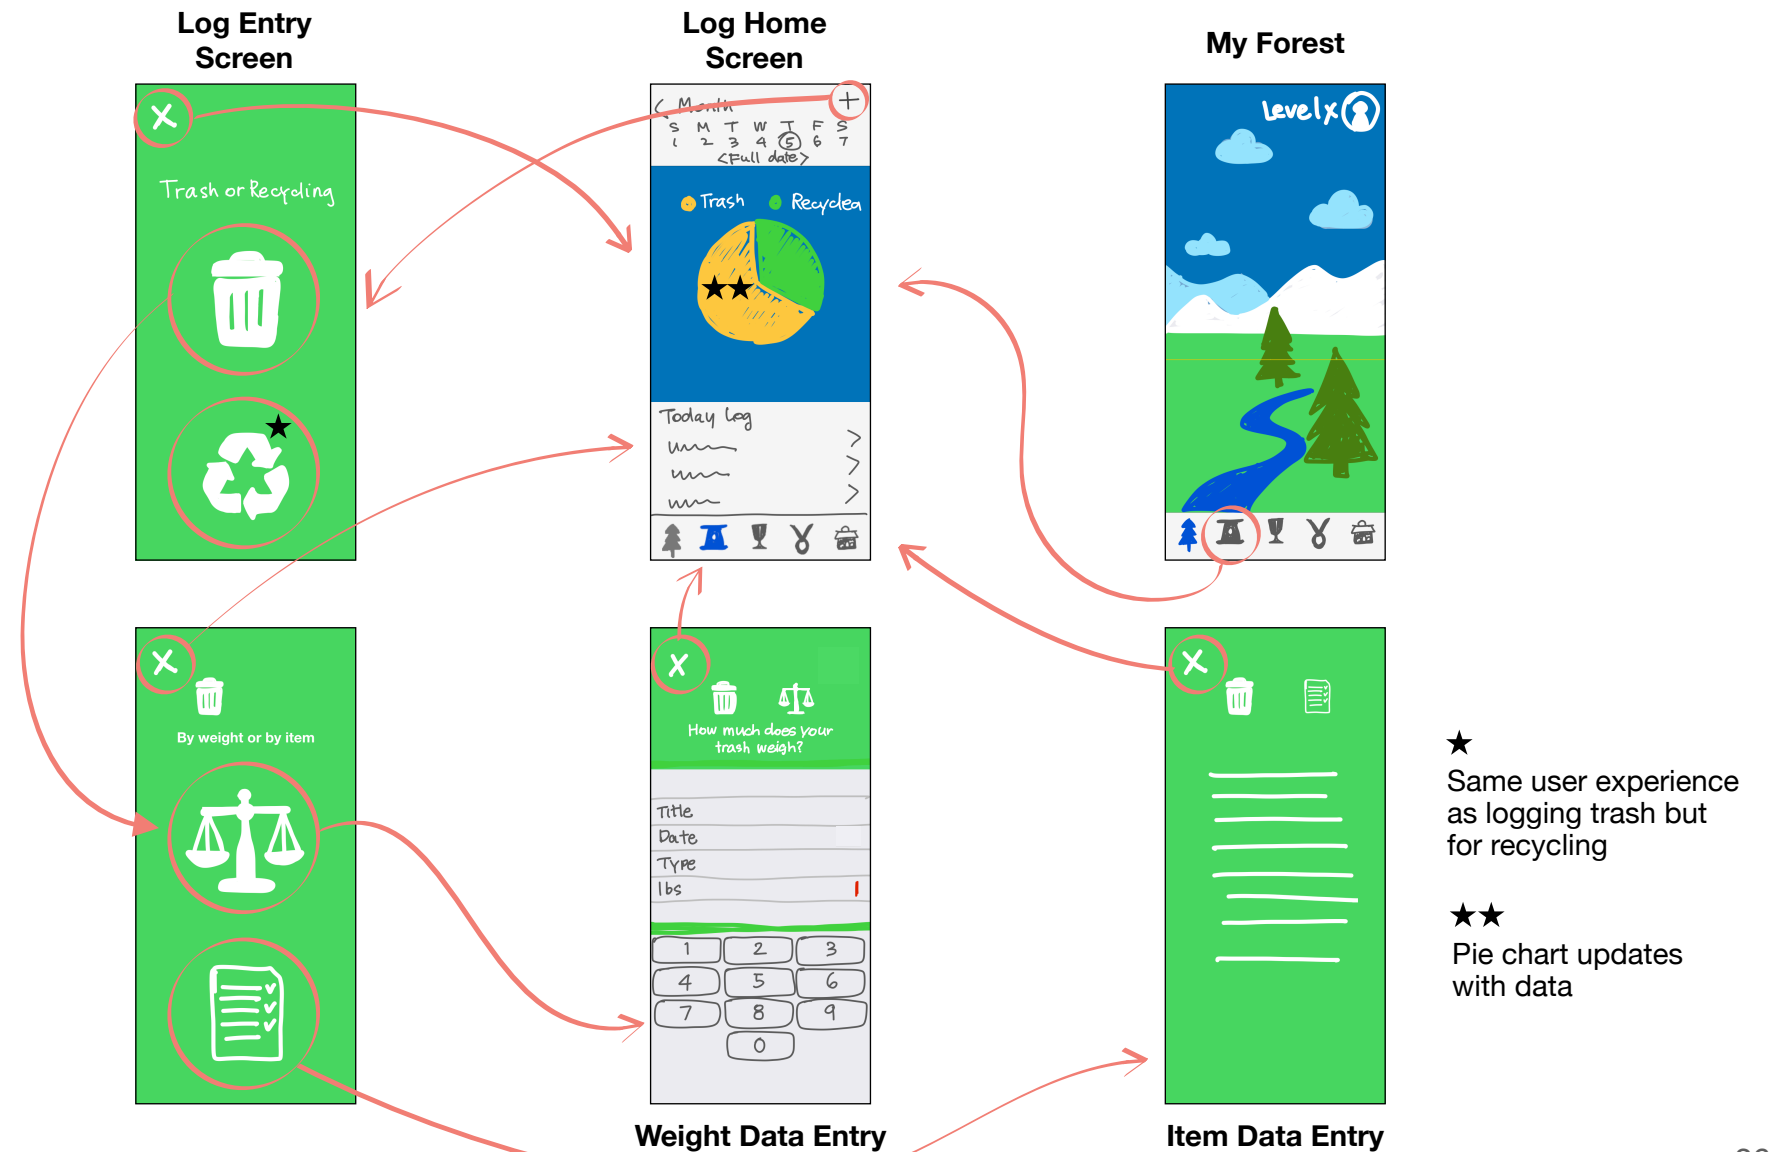 Log Entry
Screen
Log Home
Screen
My Forest
X
Trash or Recycling
< Month
+
S M T W T F S
1 2 3 4 5 6 7
<Full date>
Trash
Recycled
★★
Today log
>
>
>
Level x
★
X
By weight or by item
X
How much does your
trash weigh?
Title
Date
Type
lbs
1 2 3
4 5 6
7 8 9
0
X
Weight Data Entry
Item Data Entry
★
Same user experience
as logging trash but
for recycling
★★
Pie chart updates
with data